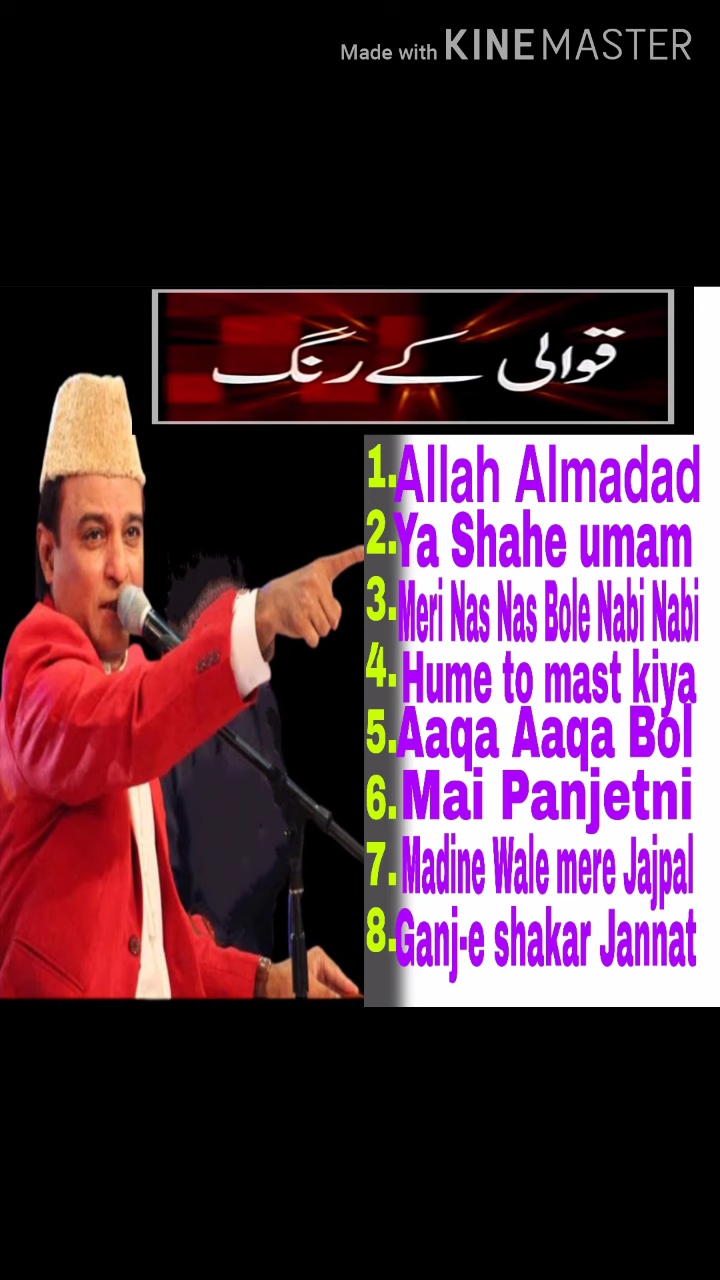 Made with KINEMASTER
قوالی کے رنگ
1.Allah Almadad
2.Ya Shahe umam
3.Meri Nas Nas Bole Nabi Nabi
4.Hume to mast kiya
5.Aaqa Aaqa Bol
6.Mai Panjetni
7.Madine Wale mere Jajpal
8.Ganj-e shakar Jannat